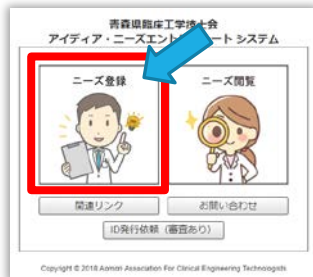 青森県臨床工学技士会
アイディア・ニーズエントリーシート システム
ニーズ登録
ニーズ閲覧
関連リンク
お問い合わせ
ID発行依頼（審査あり）
Copyright © 2018 Aomori Association For Clinical Engineering Technologists